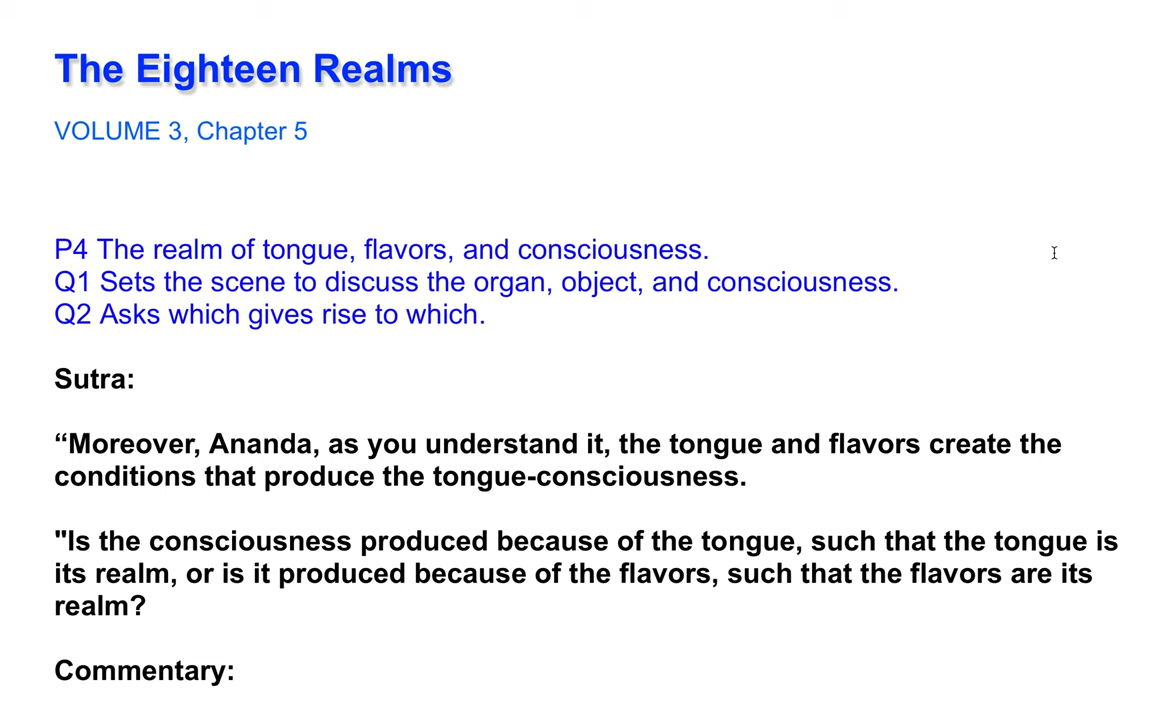 The Eighteen Realms
VOLUME 3, Chapter 5
P4 The realm of tongue, flavors, and consciousness.
Q1 Sets the scene to discuss the organ, object, and consciousness.
Q2 Asks which gives rise to which.
Sutra:
“Moreover, Ananda, as you understand it, the tongue and flavors create the
conditions that produce the tongue-consciousness.
"Is the consciousness produced because of the tongue, such that the tongue is
its realm, or is it produced because of the flavors, such that the flavors are its
realm?
Commentary: